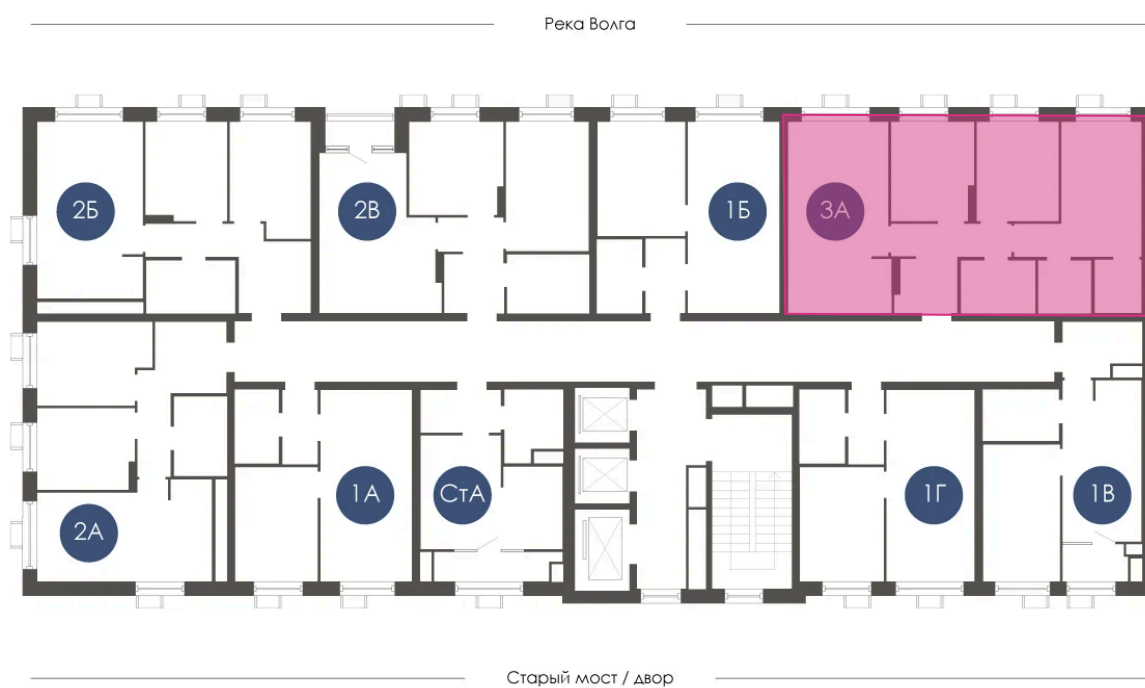 Река Волга
2Б
2В
1Б
3А
2А
1А
СтА
1Г
1В
Старый мост / двор